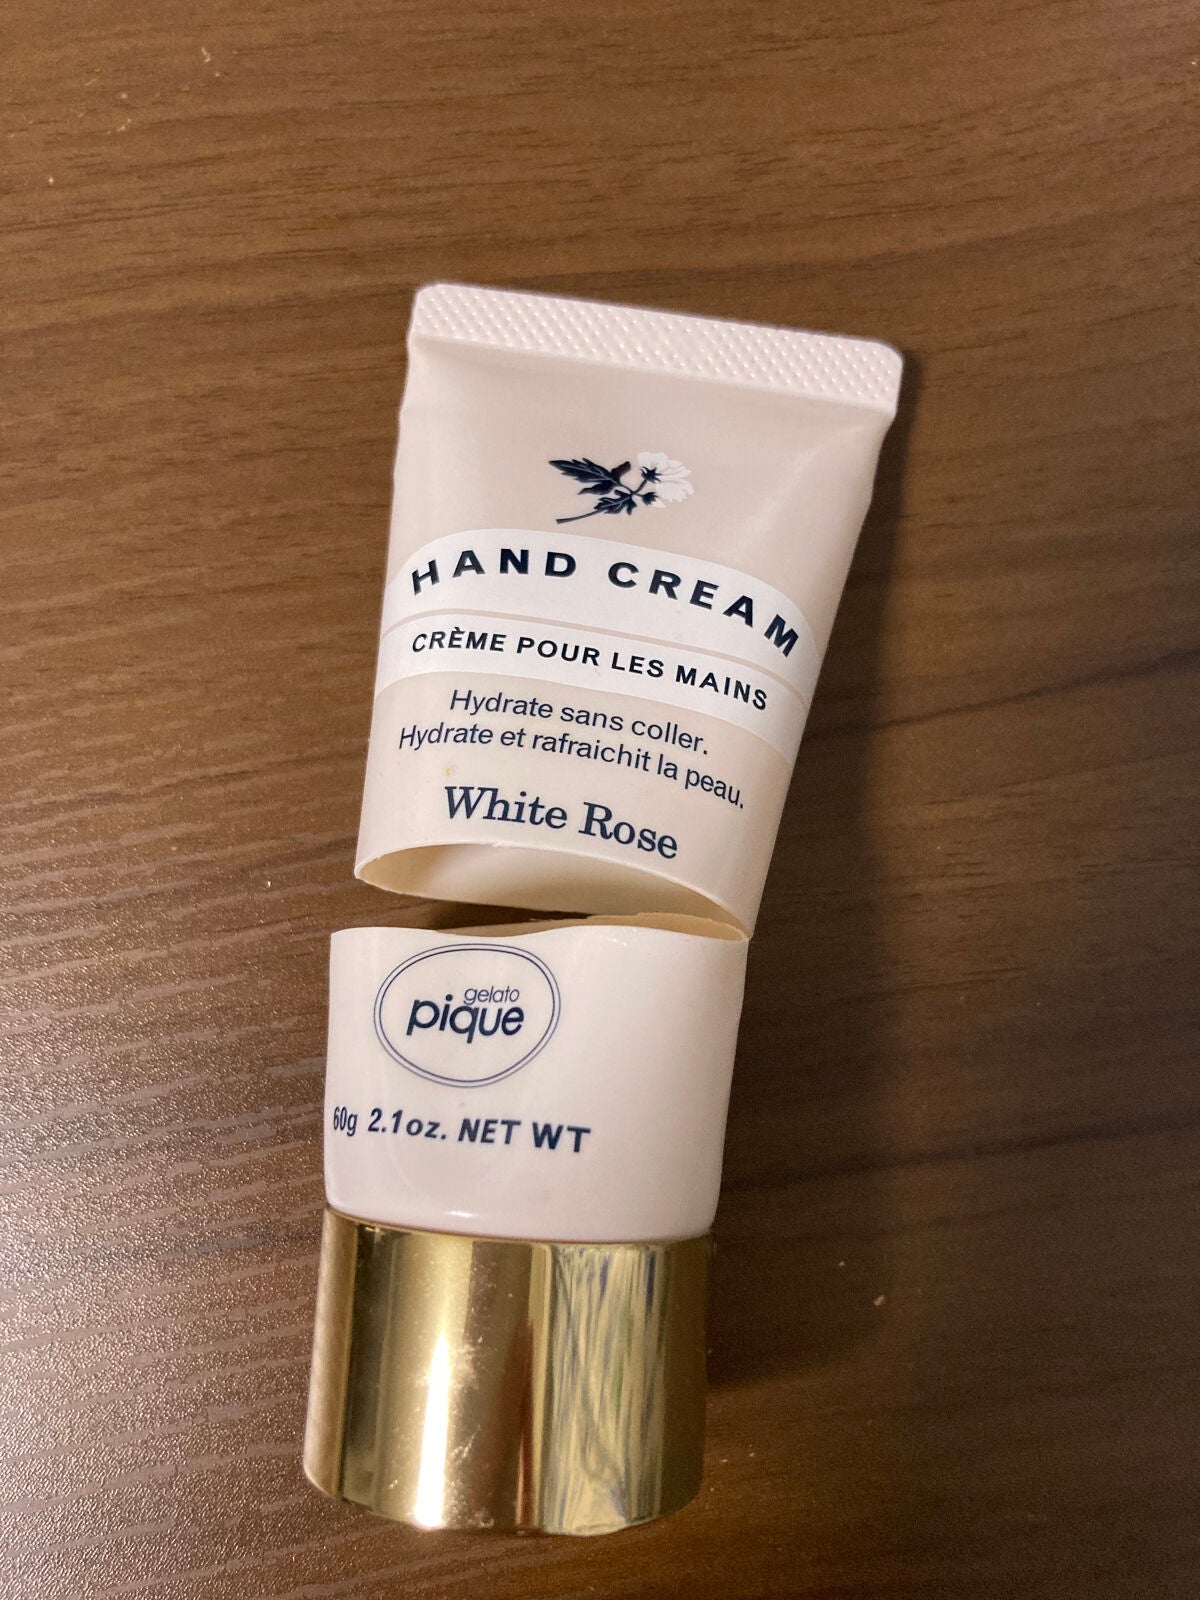 HAND CREAM
CRÈME POUR LES MAINS
Hydrate sans coller.
Hydrate et rafraichit la peau.
White Rose
gelato
pique
60g 2.1oz. NET WT